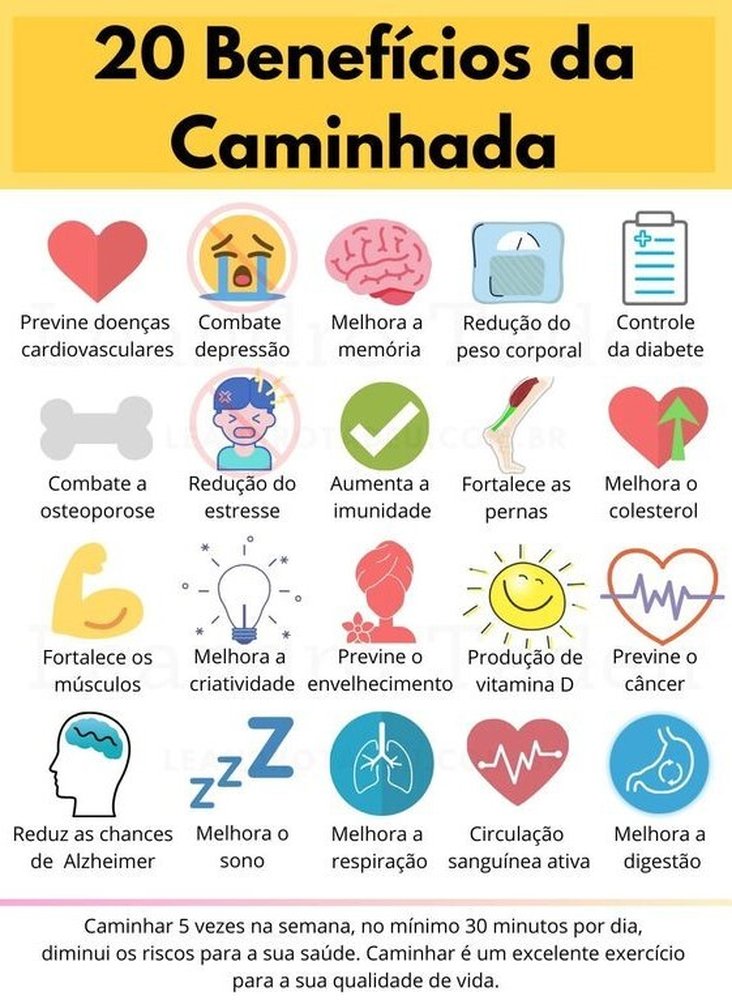 20 Benefícios da
Caminhada
Previne doenças
cardiovasculares
Combate
depressão
Melhora a
memória
Redução do
peso corporal
Controle
da diabete
Combate a
osteoporose
Redução do
estresse
Aumenta a
imunidade
Fortalece as
pernas
Melhora o
colesterol
Fortalece os
músculos
Melhora a
criatividade
Previne o
envelhecimento
Produção de
vitamina D
Previne o
câncer
Reduz as chances
de Alzheimer
Melhora o
sono
Melhora a
respiração
Circulação
sanguínea ativa
Melhora a
digestão
Caminhar 5 vezes na semana, no mínimo 30 minutos por dia,
diminui os riscos para a sua saúde. Caminhar é um excelente exercício
para a sua qualidade de vida.